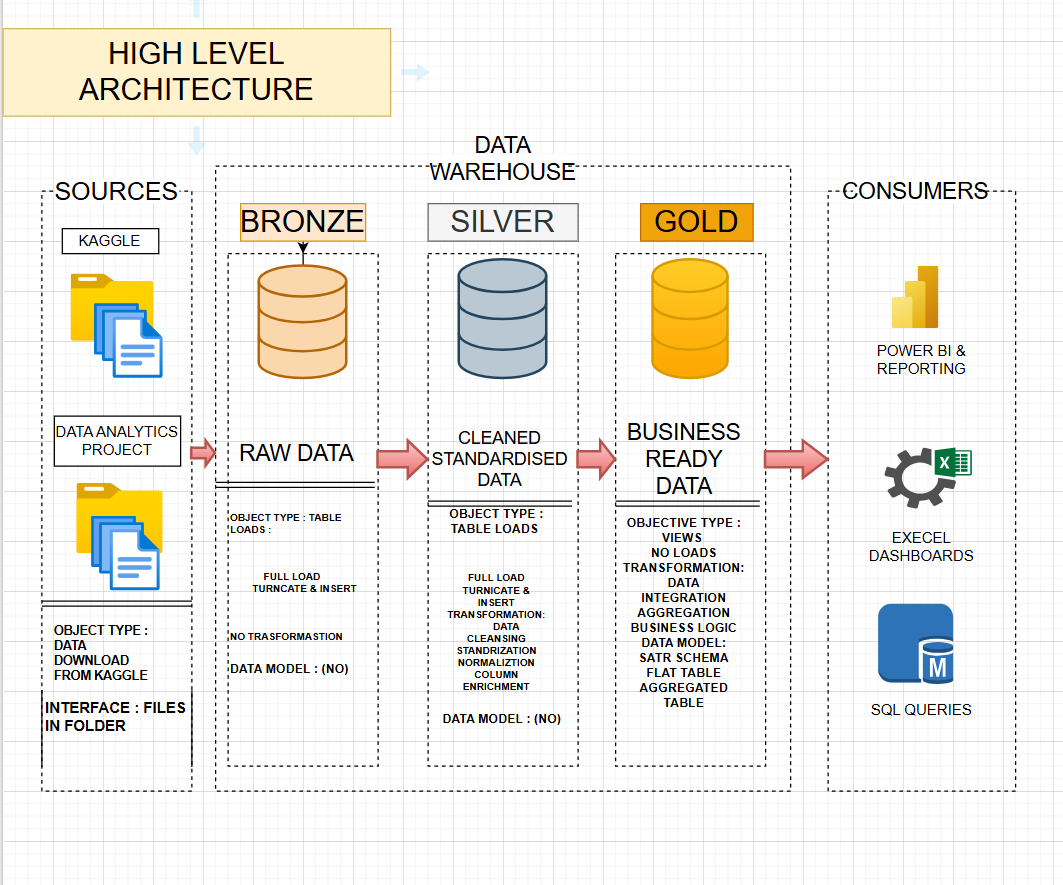 HIGH LEVEL
ARCHITECTURE
DATA
WAREHOUSE
SOURCES
KAGGLE
DATA ANALYTICS
PROJECT
OBJECT TYPE :
DATA
DOWNLOAD
FROM KAGGLE
INTERFACE : FILES
IN FOLDER
BRONZE
RAW DATA
OBJECT TYPE : TABLE
LOADS :
FULL LOAD
TURNCATE & INSERT
NO TRASFORMASTION
DATA MODEL : (NO)
SILVER
CLEANED
STANDARDISED
DATA
OBJECT TYPE :
TABLE LOADS
FULL LOAD
TURNICATE &
INSERT
TRANSFORMATION:
DATA
CLEANSING
STANDRIZATION
NORMALIZTION
COLUMN
ENRICHMENT
DATA MODEL : (NO)
GOLD
BUSINESS
READY
DATA
OBJECTIVE TYPE :
VIEWS
NO LOADS
TRANSFORMATION:
DATA
INTEGRATION
AGGREGATION
BUSINESS LOGIC
DATA MODEL:
SATR SCHEMA
FLAT TABLE
AGGREGATED
TABLE
CONSUMERS
POWER BI &
REPORTING
X
EXECEL
DASHBOARDS
M
SQL QUERIES